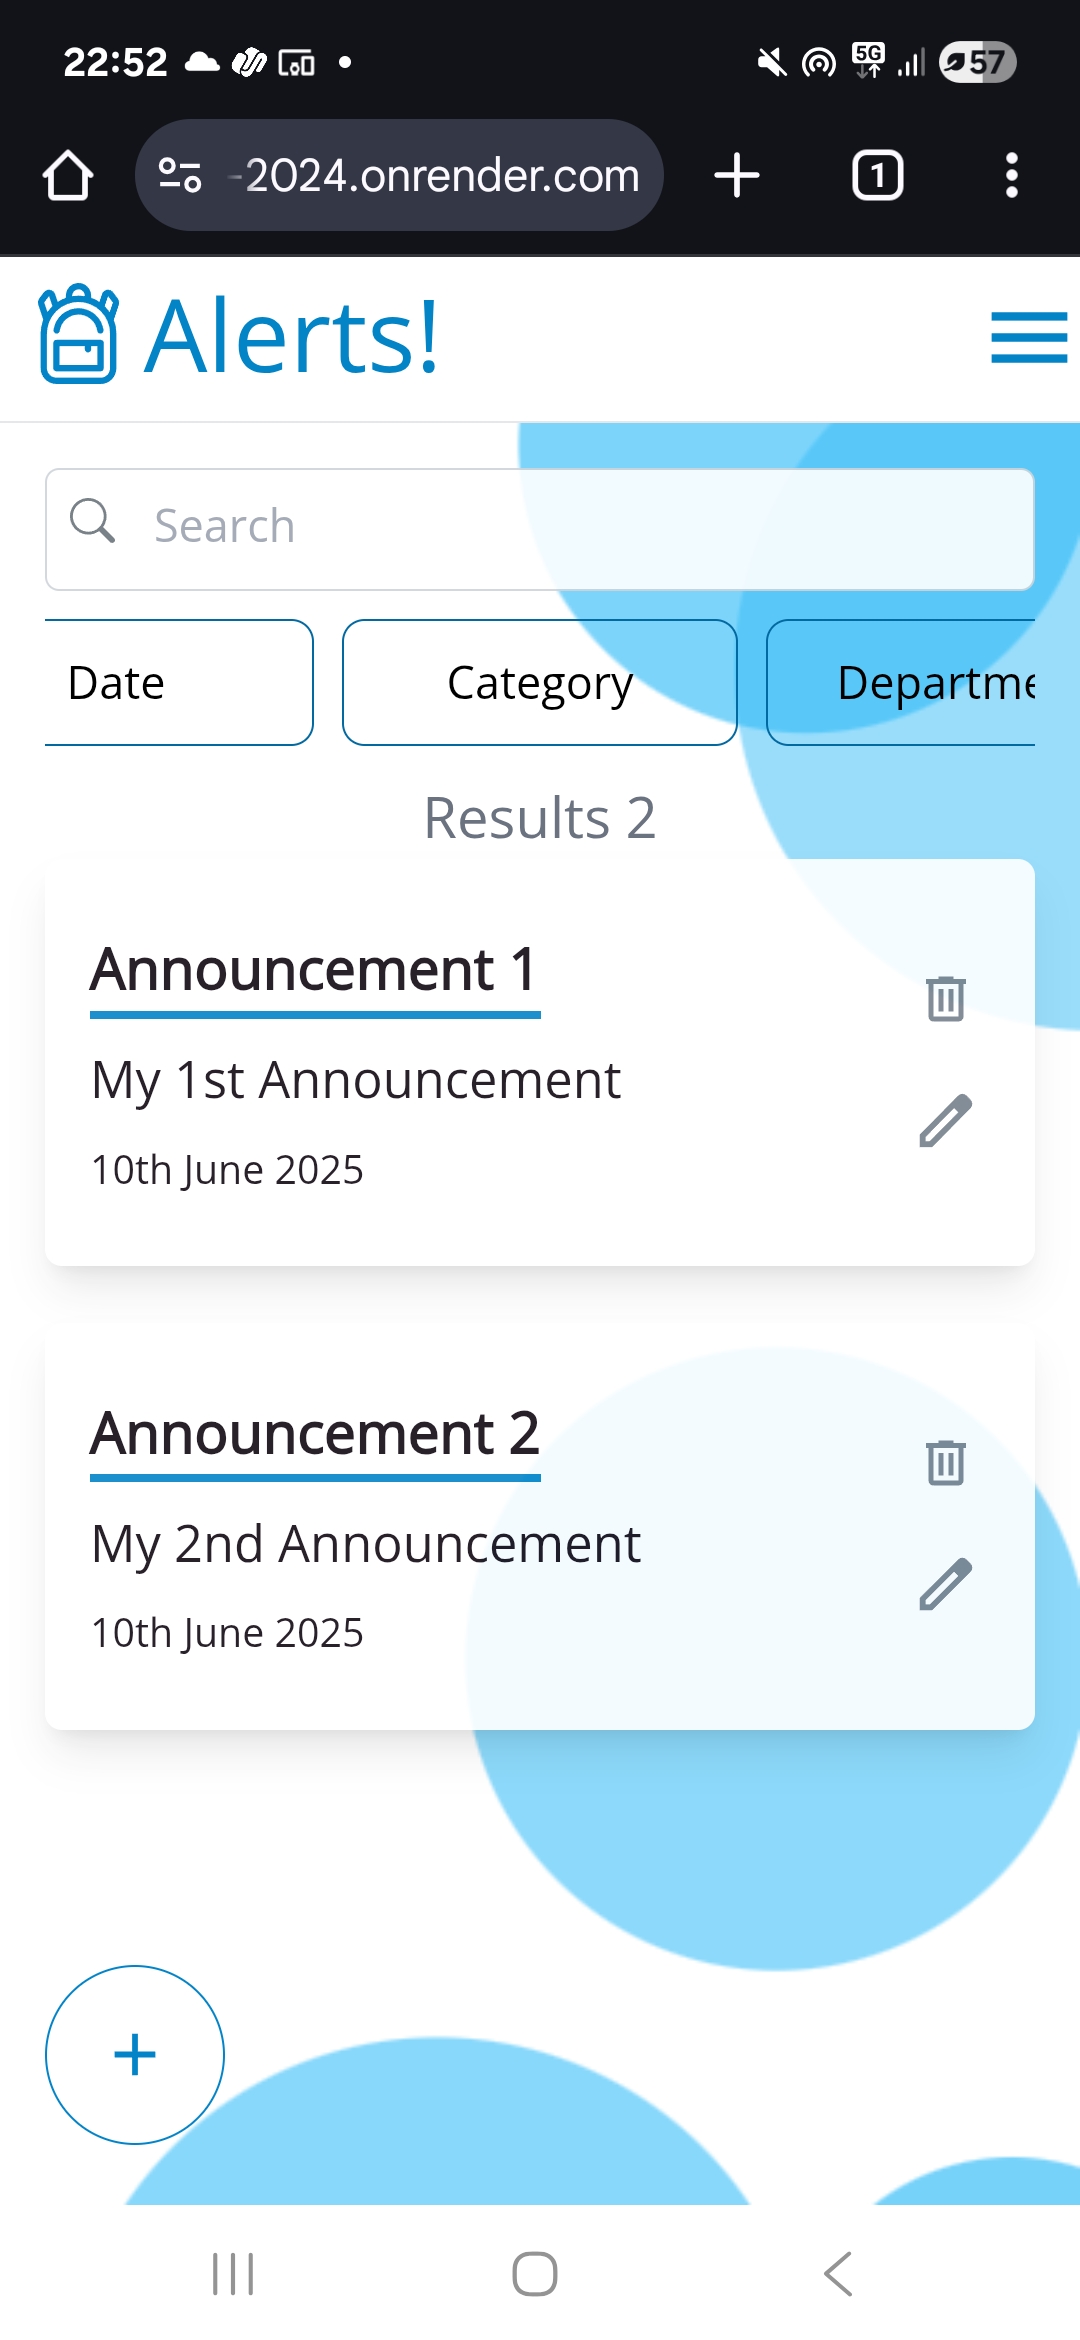 22:52
5G
57
-2024.onrender.com
1
Alerts!
Search
Date
Category
Departme
Results 2
Announcement 1
My 1st Announcement
10th June 2025
Announcement 2
My 2nd Announcement
10th June 2025